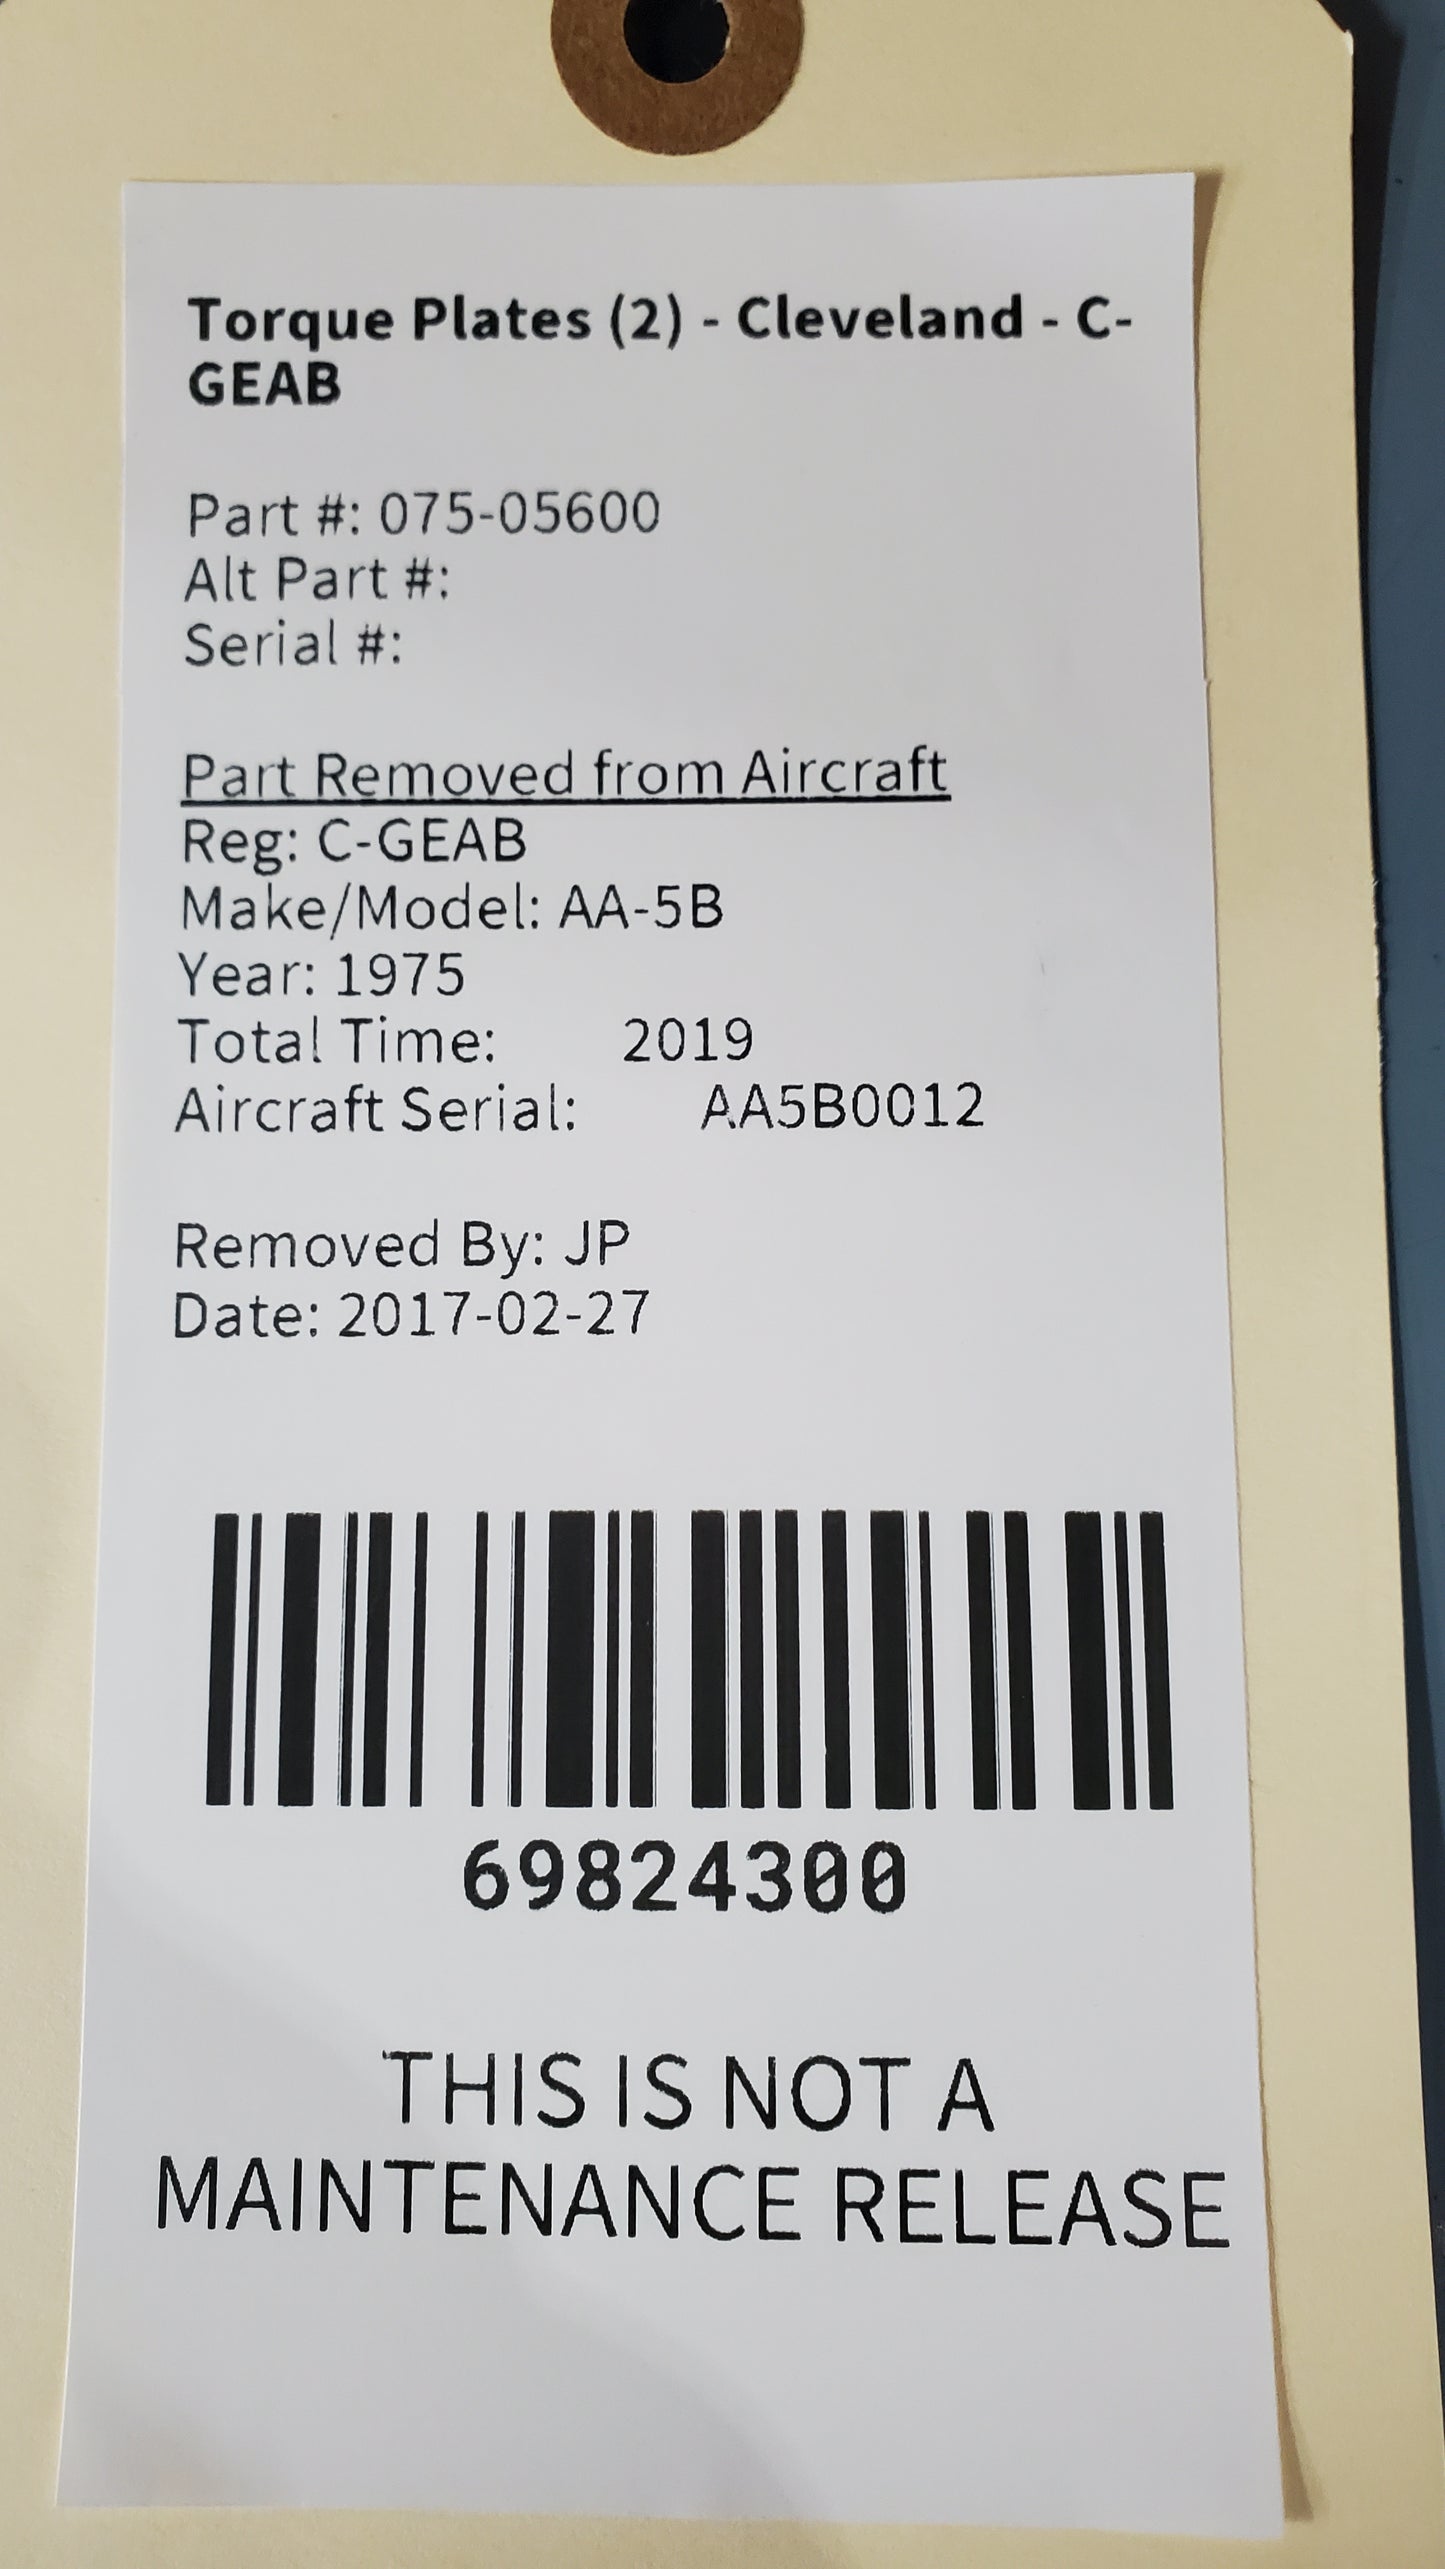 Torque Plates (2) - Cleveland - C-
GEAB
Part #: 075-05600
Alt Part #:
Serial #:
Part Removed from Aircraft
Reg: C-GEAB
Make/Model: AA-5B
Year: 1975
Total Time: 2019
Aircraft Serial: AA5B0012
Removed By: JP
Date: 2017-02-27
69824300
THIS IS NOT A
MAINTENANCE RELEASE